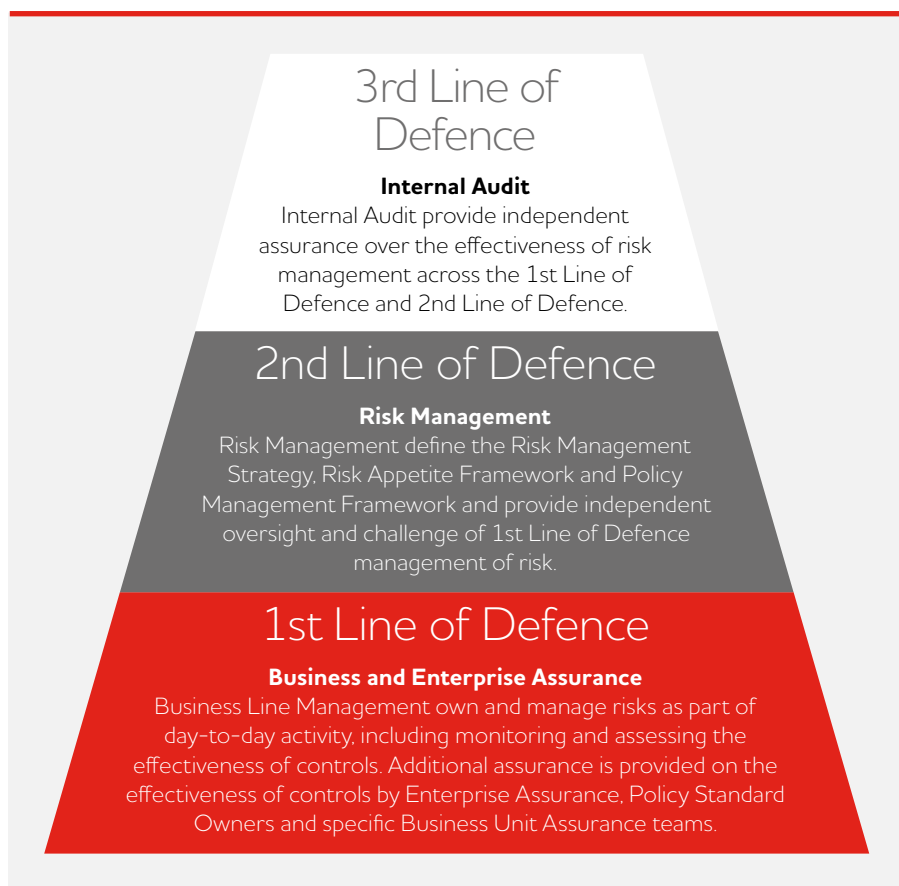 3rd Line of
Defence
Internal Audit
Internal Audit provide independent
assurance over the effectiveness of risk
management across the 1st Line of
Defence and 2nd Line of Defence.
2nd Line of Defence
Risk Management
Risk Management define the Risk Management
Strategy, Risk Appetite Framework and Policy
Management Framework and provide independent
oversight and challenge of 1st Line of Defence
management of risk.
1st Line of Defence
Business and Enterprise Assurance
Business Line Management own and manage risks as part of
day-to-day activity, including monitoring and assessing the
effectiveness of controls. Additional assurance is provided on the
effectiveness of controls by Enterprise Assurance, Policy Standard
Owners and specific Business Unit Assurance teams.